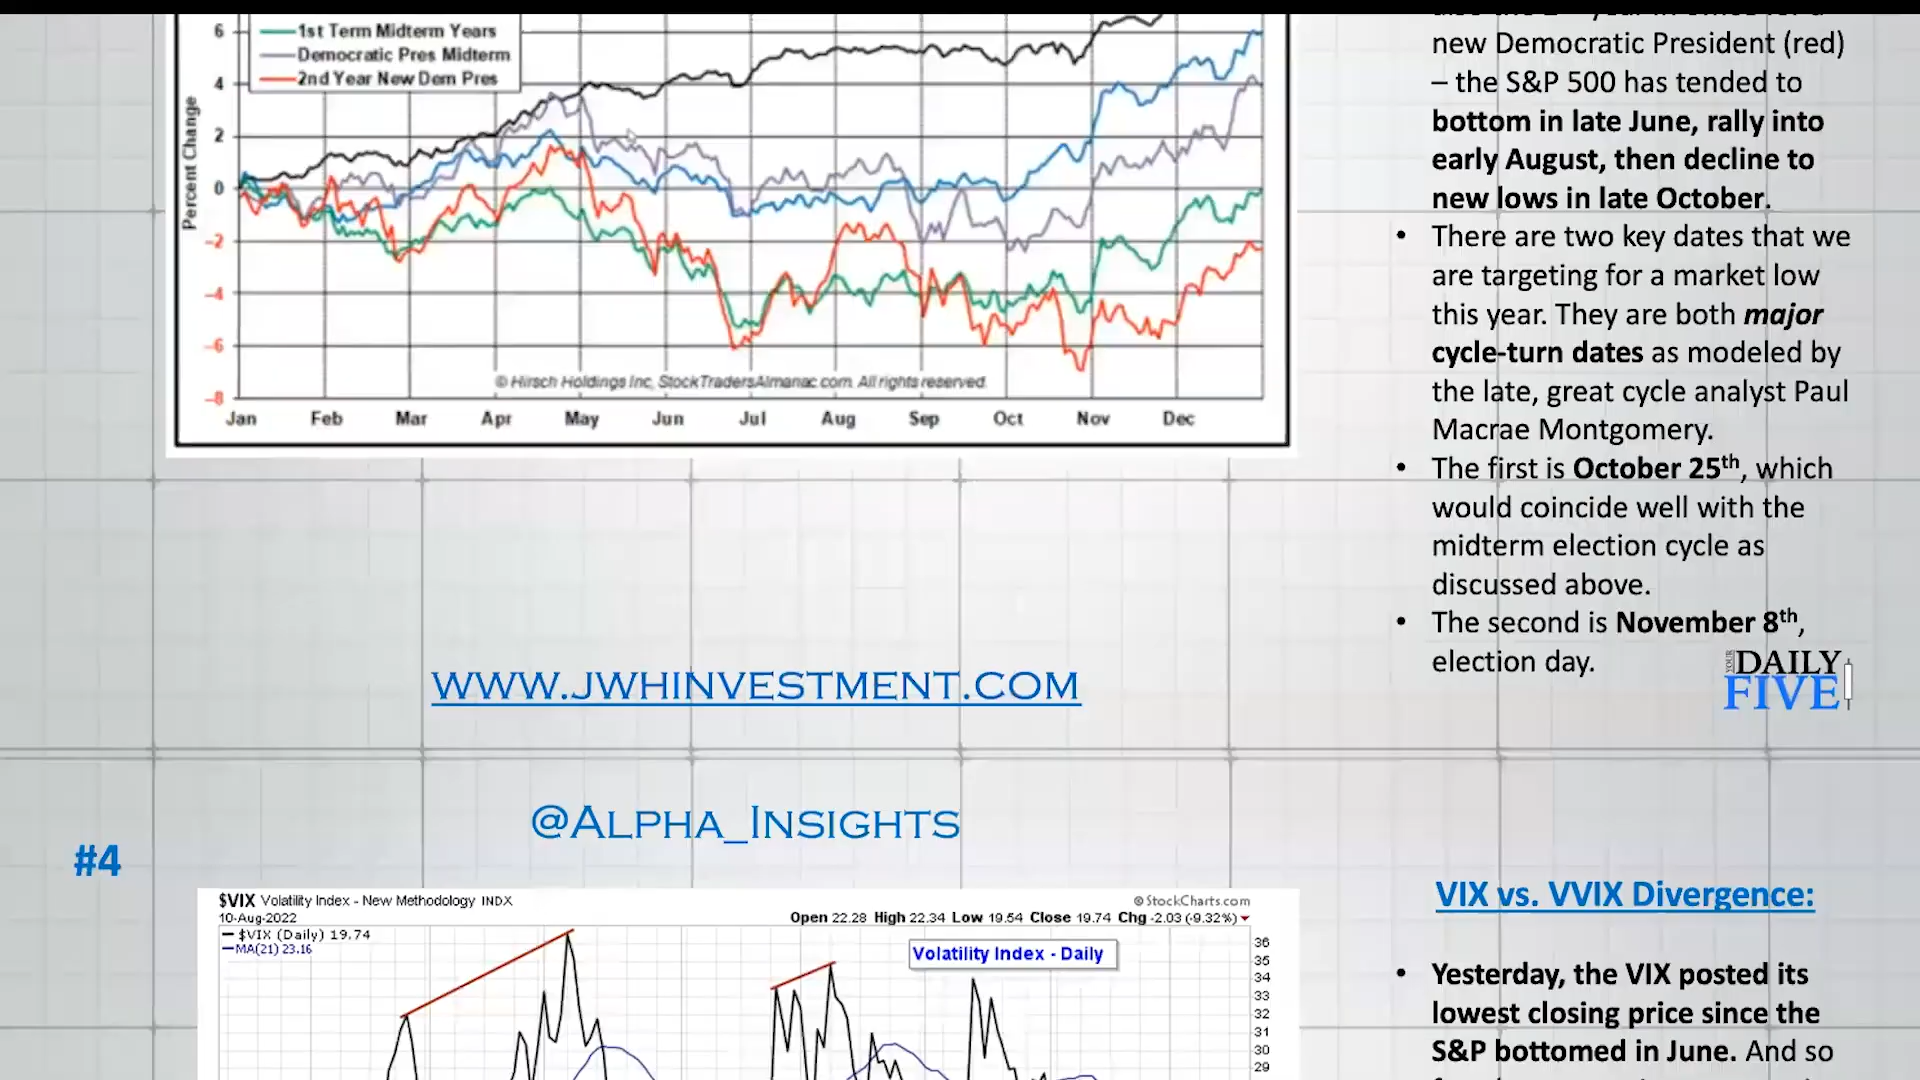 6
1st Term Midterm Years
Democratic Pres Midterm
2nd Year New Dem Pres
4
2
0
-2
-4
-6
-8
Percent Change
© Hirsch Holdings Inc, StockTradersAlmanac.com. All rights reserved.
Jan Feb Mar Apr May Jun Jul Aug Sep Oct Nov Dec
new Democratic President (red)
– the S&P 500 has tended to
bottom in late June, rally into
early August, then decline to
new lows in late October.
• There are two key dates that we
are targeting for a market low
this year. They are both major
cycle-turn dates as modeled by
the late, great cycle analyst Paul
Macrae Montgomery.
• The first is October 25th, which
would coincide well with the
midterm election cycle as
discussed above.
• The second is November 8th,
election day.
YOUR DAILY
FIVE
WWW.JWHINVESTMENT.COM
@ALPHA_INSIGHTS
#4
$VIX Volatility Index - New Methodology INDX
© StockCharts.com
10-Aug-2022
Open 22.28 High 22.34 Low 19.54 Close 19.74 Chg -2.03 (-9.32%)
$VIX (Daily) 19.74
MA(21) 23.16
Volatility Index - Daily
36
35
34
33
32
31
30
29
VIX vs. VVIX Divergence:
• Yesterday, the VIX posted its
lowest closing price since the
S&P bottomed in June. And so